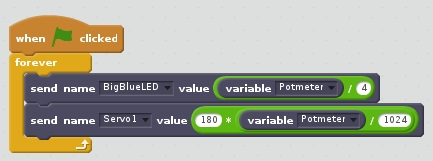 when clicked
forever
send name BigBlueLED value variable Potmeter / 4
send name Servo1 value 180 * variable Potmeter / 1024